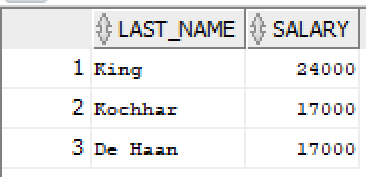 LAST_NAME SALARY
1 King 24000
2 Kochhar 17000
3 De Haan 17000